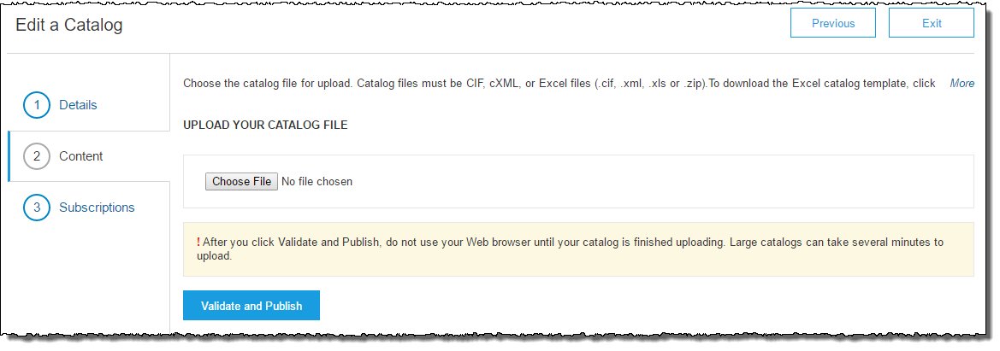 Edit a Catalog
Previous
Exit
1 Details
2 Content
3 Subscriptions
Choose the catalog file for upload. Catalog files must be CIF, cXML, or Excel files (.cif, .xml, .xls or .zip).To download the Excel catalog template, click More
UPLOAD YOUR CATALOG FILE
Choose File No file chosen
! After you click Validate and Publish, do not use your Web browser until your catalog is finished uploading. Large catalogs can take several minutes to
upload.
Validate and Publish